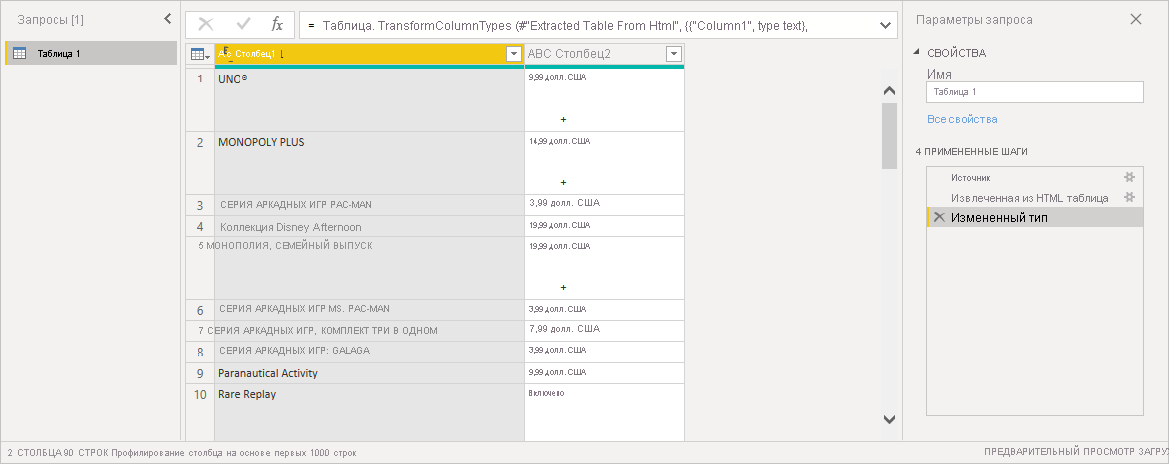 Запросы [1]
Таблица 1
= Таблица. TransformColumnTypes (#"Extracted Table From Html", {{"Column1", type text},
ABC Столбец1
ABC Столбец2
1 UNO® 9,99 долл. США
+
2 MONOPOLY PLUS 14,99 долл. США
+
3 СЕРИЯ АРКАДНЫХ ИГР PAC-MAN 3,99 долл. США
4 Коллекция Disney Afternoon 19,99 долл. США
5 МОНОПОЛИЯ, СЕМЕЙНЫЙ ВЫПУСК 19,99 долл. США
+
6 СЕРИЯ АРКАДНЫХ ИГР MS. PAC-MAN 3,99 долл. США
7 СЕРИЯ АРКАДНЫХ ИГР, КОМПЛЕКТ ТРИ В ОДНОМ 7,99 долл. США
8 СЕРИЯ АРКАДНЫХ ИГР: GALAGA 3,99 долл. США
9 Paranautical Activity 9,99 долл. США
10 Rare Replay Включено
Параметры запроса
СВОЙСТВА
Имя
Таблица 1
Все свойства
4 ПРИМЕНЕННЫЕ ШАГИ
Источник
Извлеченная из HTML таблица
Измененный тип
2 СТОЛБЦА 90 СТРОК Профилирование столбца на основе первых 1000 строк
ПРЕДВАРИТЕЛЬНЫЙ ПРОСМОТР ЗАГРУ